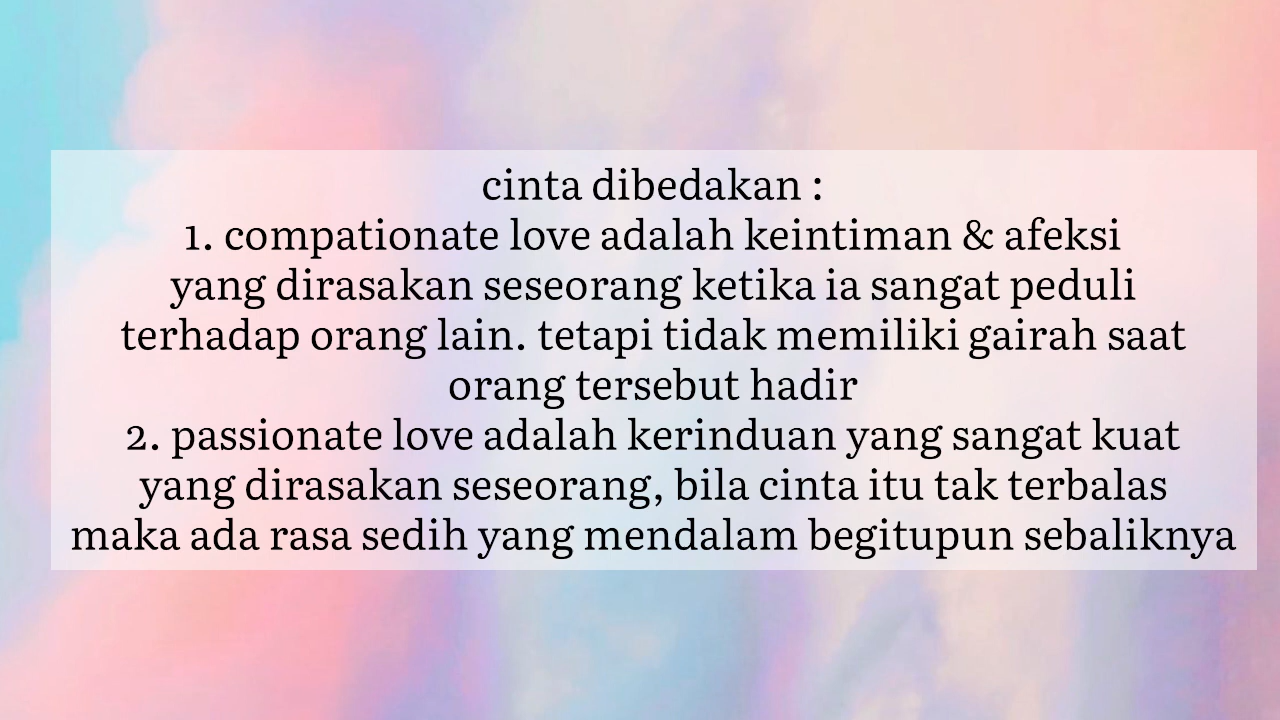 cinta dibedakan :
1. compationate love adalah keintiman & afeksi
yang dirasakan seseorang ketika ia sangat peduli
terhadap orang lain. tetapi tidak memiliki gairah saat
orang tersebut hadir
2. passionate love adalah kerinduan yang sangat kuat
yang dirasakan seseorang, bila cinta itu tak terbalas
maka ada rasa sedih yang mendalam begitupun sebaliknya